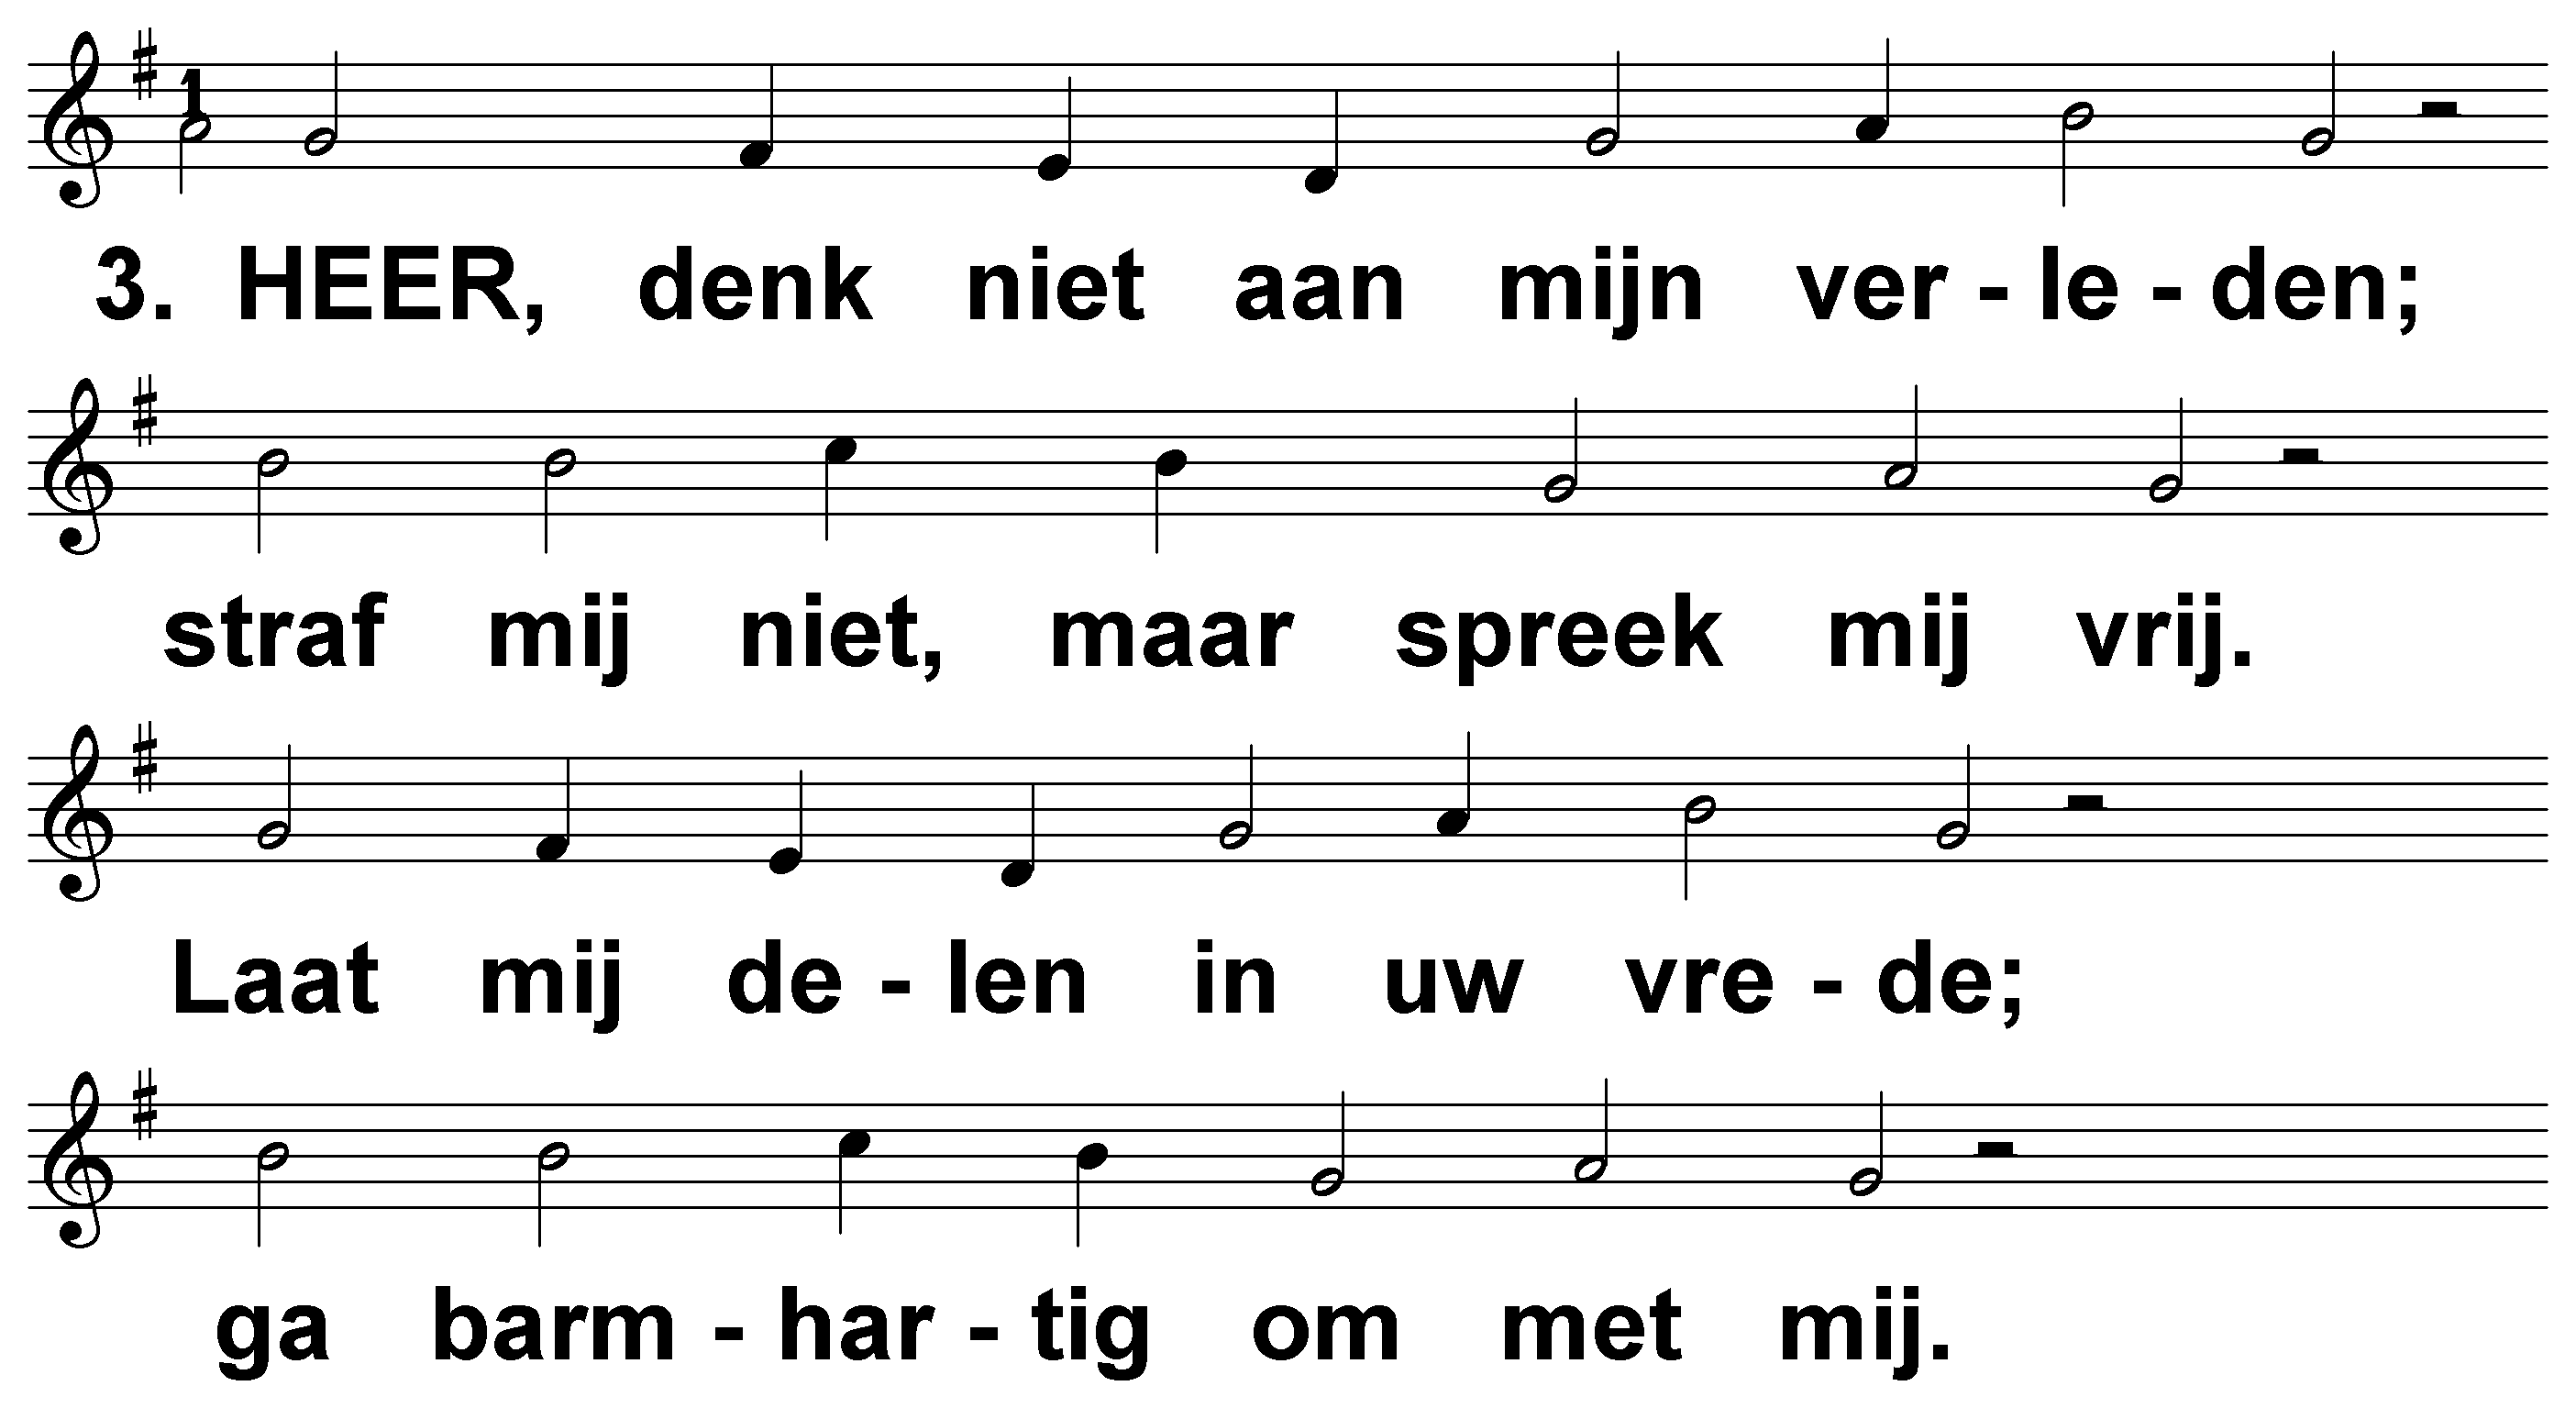 1
3. HEER, denk niet aan mijn ver - le - den;
straf mij niet, maar spreek mij vrij.
Laat mij de - len in uw vre - de;
ga barm - har - tig om met mij.